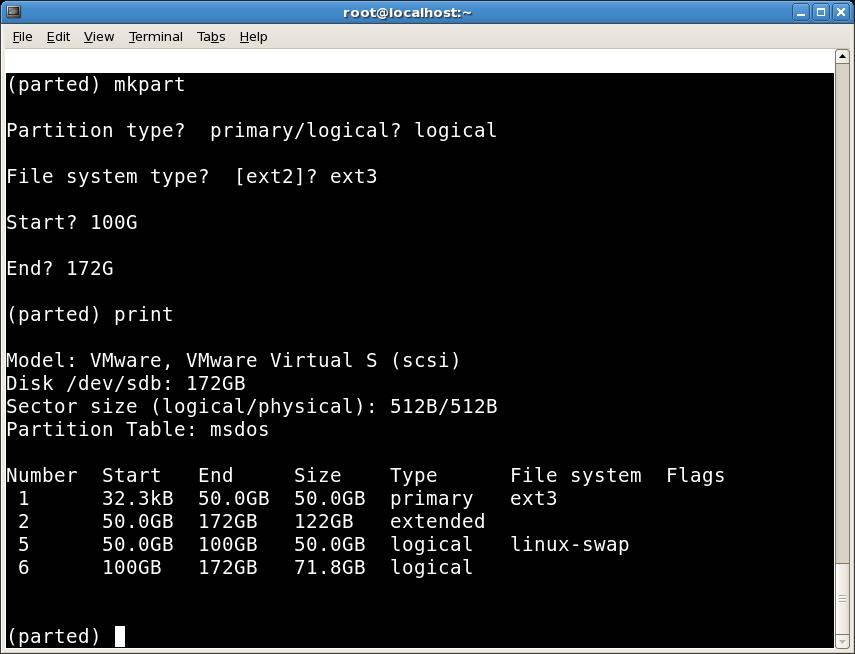 root@localhost:~
File Edit View Terminal Tabs Help
(parted) mkpart
Partition type?  primary/logical? logical
File system type?  [ext2]? ext3
Start? 100G
End? 172G
(parted) print
Model: VMware, VMware Virtual S (scsi)
Disk /dev/sdb: 172GB
Sector size (logical/physical): 512B/512B
Partition Table: msdos
Number  Start   End     Size    Type      File system  Flags
 1      32.3kB  50.0GB  50.0GB  primary   ext3
 2      50.0GB  172GB   122GB   extended
 5      50.0GB  100GB   50.0GB  logical   linux-swap
 6      100GB   172GB   71.8GB  logical
(parted)